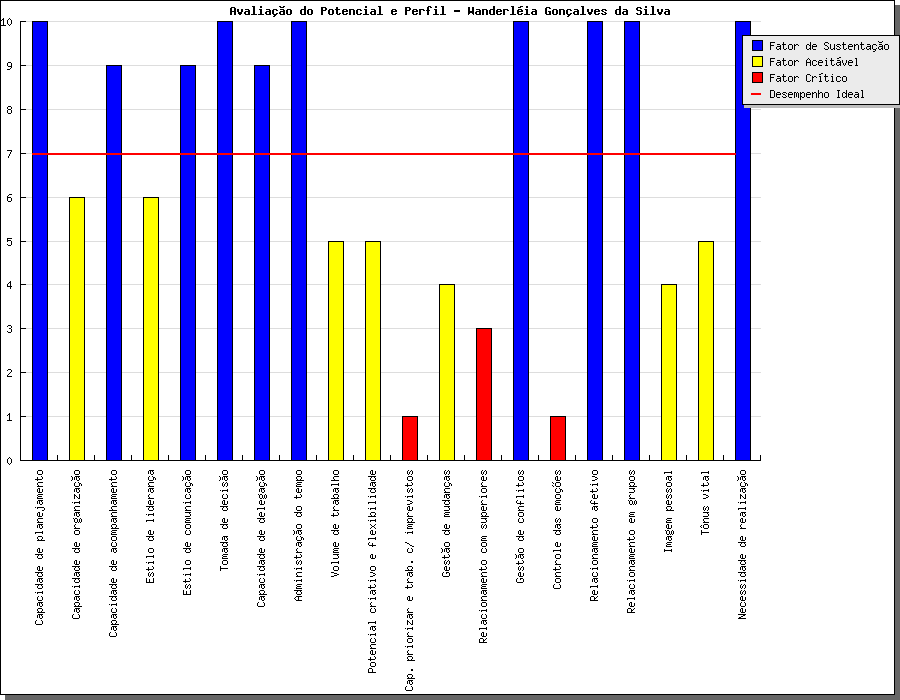 Avaliação do Potencial e Perfil - Wanderléia Gonçalves da Silva
10
9
8
7
6
5
4
3
2
1
0
Fator de Sustentação
Fator Aceitável
Fator Crítico
Desempenho Ideal
Capacidade de planejamento
Capacidade de organização
Capacidade de acompanhamento
Estilo de liderança
Estilo de comunicação
Tomada de decisão
Capacidade de delegação
Administração do tempo
Volume de trabalho
Potencial criativo e flexibilidade
Cap. priorizar e trab. c/ imprevistos
Gestão de mudanças
Relacionamento com superiores
Gestão de conflitos
Controle das emoções
Relacionamento afetivo
Relacionamento em grupos
Imagem pessoal
Tônus vital
Necessidade de realização